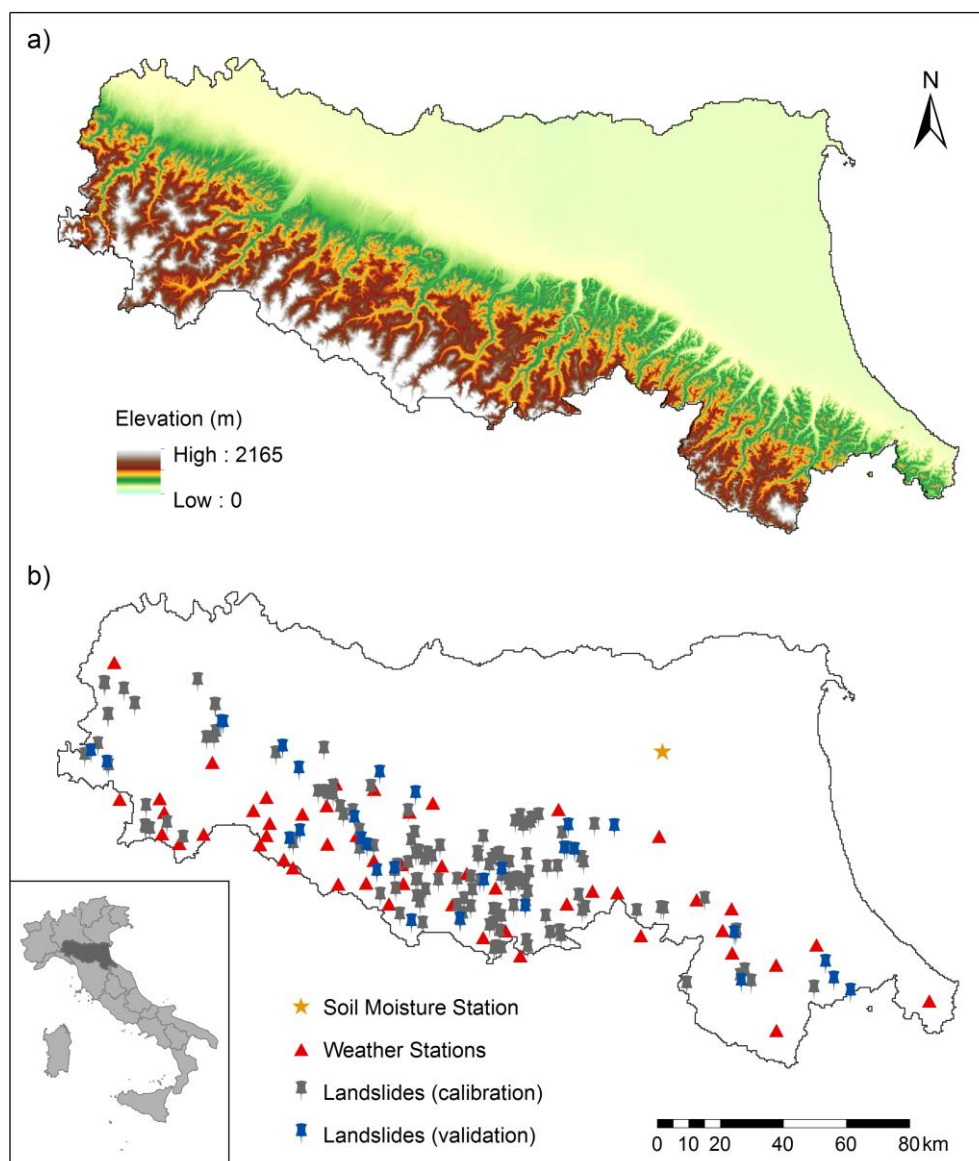 a)
N
Elevation (m)
High : 2165
Low : 0
b)
Soil Moisture Station
Weather Stations
Landslides (calibration)
Landslides (validation)
0 10 20 40 60 80 km